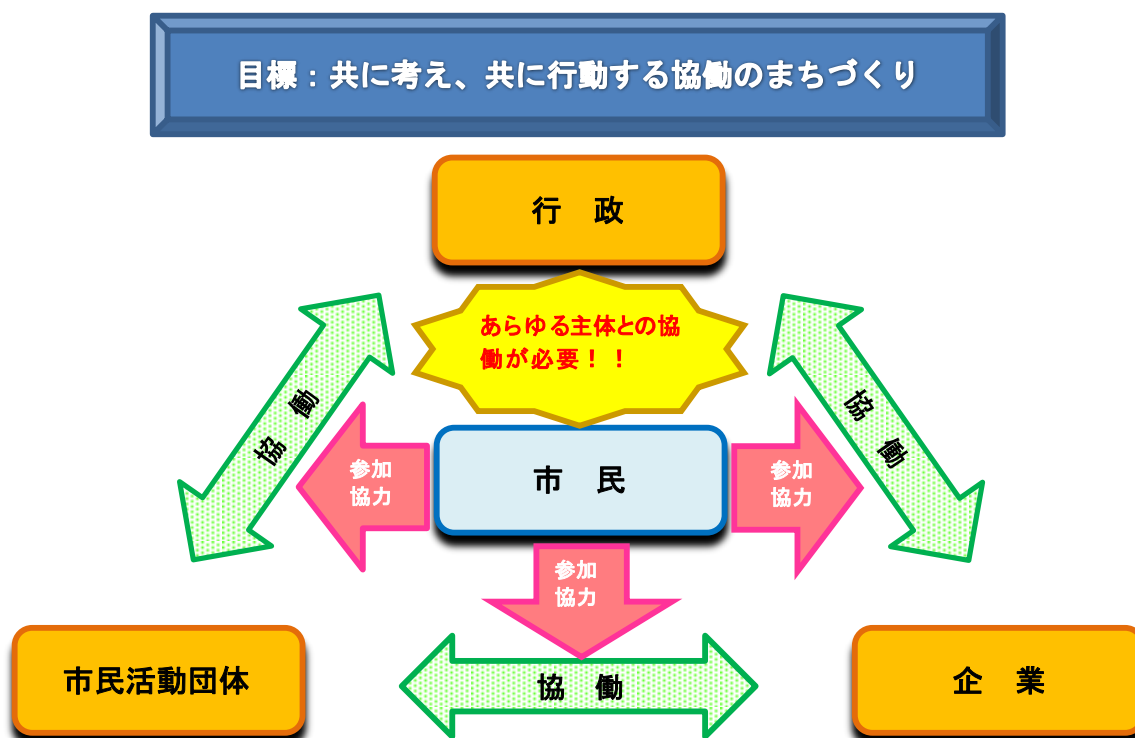 目標：共に考え、共に行動する協働のまちづくり
行　政
あらゆる主体との協
働が必要！！
協　働
協　働
参加
協力
市　民
参加
協力
参加
協力
市民活動団体
協　働
企　業